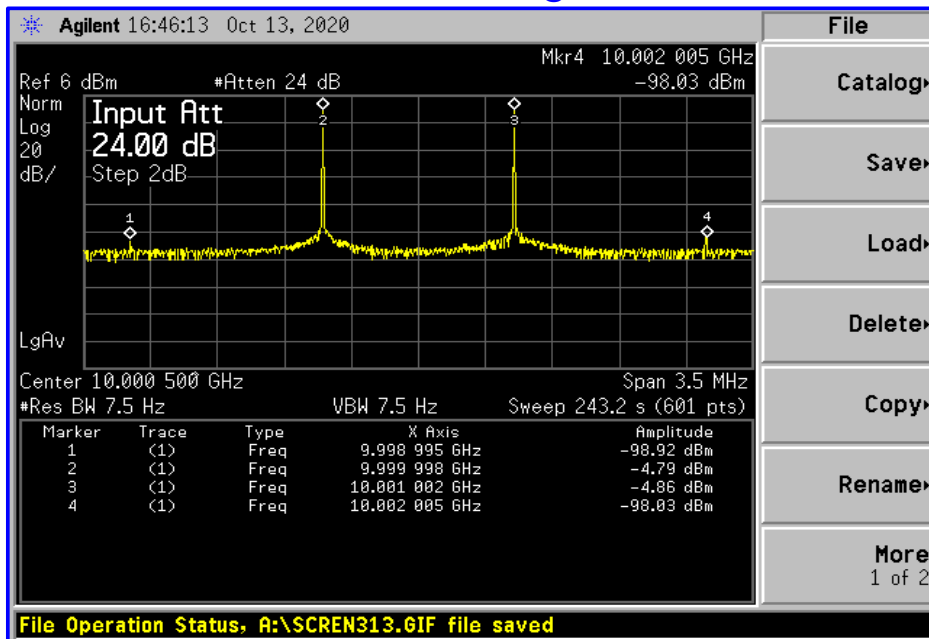 Agilent 16:46:13 Oct 13, 2020
File
Mkr4 10.002 005 GHz
Ref 6 dBm #Atten 24 dB -98.03 dBm
Norm
Log
20
dB/
Input Att
24.00 dB
Step 2dB
1
2
3
4
LgAv
Center 10.000 500 GHz Span 3.5 MHz
#Res BW 7.5 Hz VBW 7.5 Hz Sweep 243.2 s (601 pts)
Marker Trace Type X Axis Amplitude
1 (1) Freq 9.998 995 GHz -98.92 dBm
2 (1) Freq 9.999 998 GHz -4.79 dBm
3 (1) Freq 10.001 002 GHz -4.86 dBm
4 (1) Freq 10.002 005 GHz -98.03 dBm
Catalog
Save
Load
Delete
Copy
Rename
More
1 of 2
File Operation Status, A:\SCREN313.GIF file saved